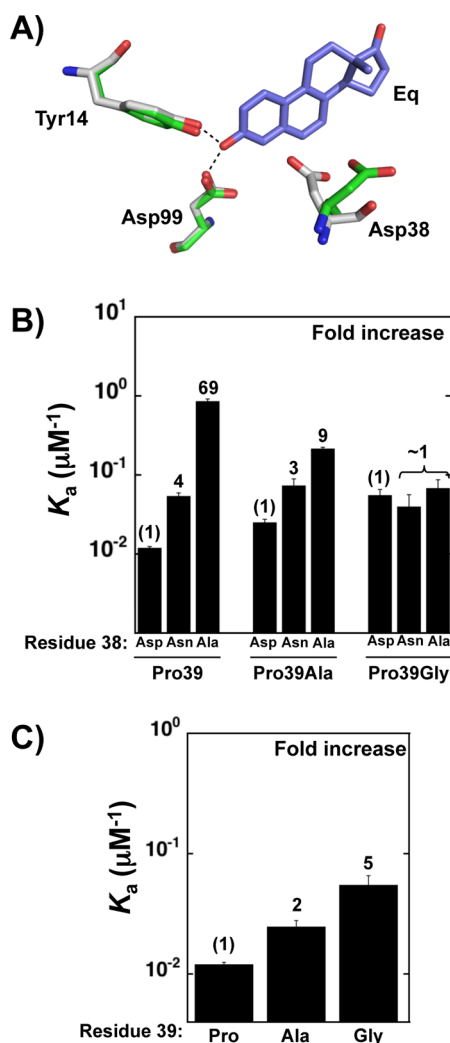 A)
Tyr14
Eq
Asp99
Asp38
B)
Fold increase
10¹
10⁰
10⁻¹
10⁻²
Kₐ (μM⁻¹)
(1) 4 69 (1) 3 9 (1) ~1
Residue 38: Asp Asn Ala Asp Asn Ala Asp Asn Ala
Pro39 Pro39Ala Pro39Gly
C)
Fold increase
10⁰
10⁻¹
10⁻²
Kₐ (μM⁻¹)
(1) 2 5
Residue 39: Pro Ala Gly